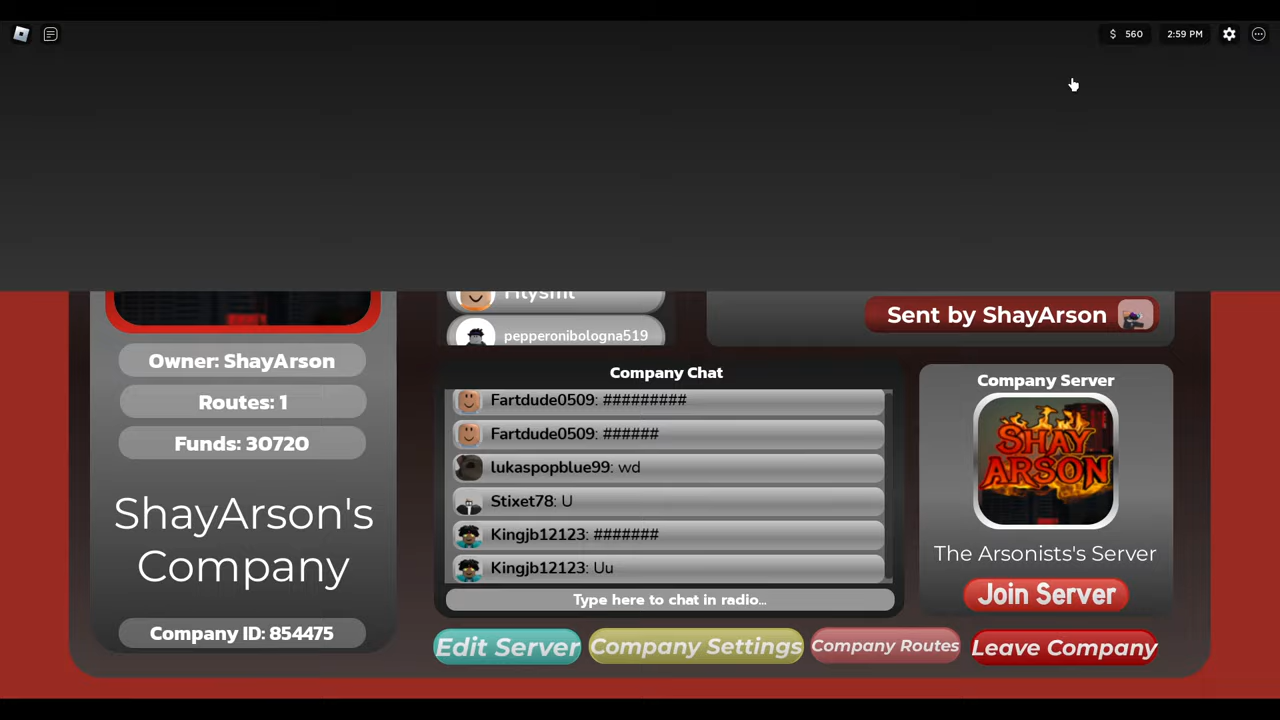 $ 560
2:59 PM
pepperonibologna519
Sent by ShayArson
Owner: ShayArson
Routes: 1
Funds: 30720
ShayArson's
Company
Company ID: 854475
Company Chat
Fartdude0509: #########
Fartdude0509: ######
lukaspopblue99: wd
Stixet78: U
Kingjb12123: #######
Kingjb12123: Uu
Type here to chat in radio...
Company Server
SHAY
ARSON
The Arsonists's Server
Join Server
Edit Server
Company Settings
Company Routes
Leave Company